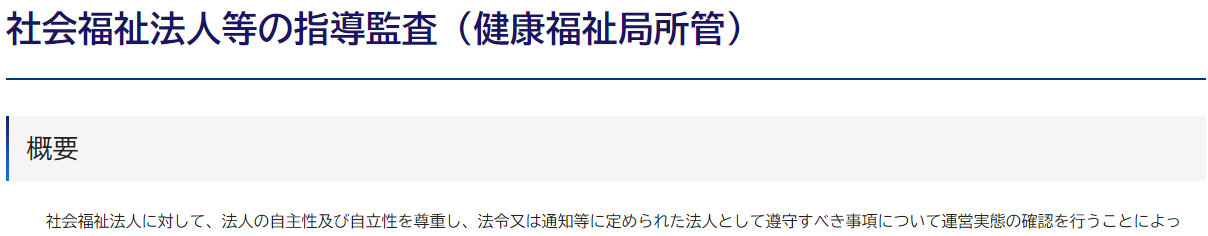 社会福祉法人等の指導監査（健康福祉局所管）
概要
社会福祉法人に対して、法人の自主性及び自立性を尊重し、法令又は通知等に定められた法人として遵守すべき事項について運営実態の確認を行うことによっ